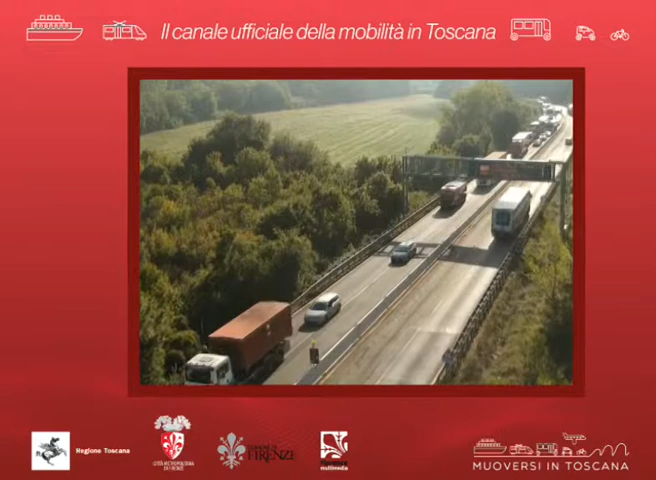 Il canale ufficiale della mobilità in Toscana
Regione Toscana
CITTÀ METROPOLITANA
DI FIRENZE
COMUNE DI
FIRENZE
multimedia
MUOVERSI IN TOSCANA